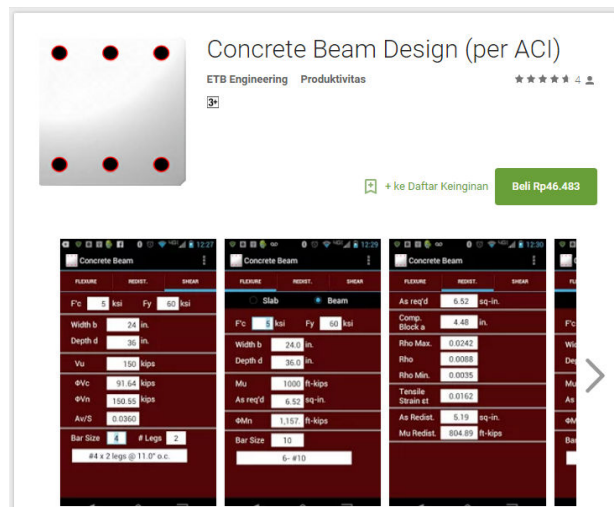 Concrete Beam Design (per ACI)
ETB Engineering Produktivitas
4
3+
+ ke Daftar Keinginan
Beli Rp46.483
12:27
Concrete Beam
FLEXURE REDIST. SHEAR
F'c 5 ksi Fy 60 ksi
Width b 24 in.
Depth d 36 in.
Vu 150 kips
ΦVc 91.64 kips
ΦVn 150.55 kips
Av/S 0.0360
Bar Size 4 # Legs 2
#4 x 2 legs @ 11.0" o.c.
12:29
Concrete Beam
FLEXURE REDIST. SHEAR
Slab Beam
F'c 5 ksi Fy 60 ksi
Width b 24.0 in.
Depth d 36.0 in.
Mu 1000 ft-kips
As req'd 6.52 sq-in.
ΦMn 1,157. ft-kips
Bar Size 10
6- #10
12:30
Concrete Beam
FLEXURE REDIST. SHEAR
As req'd 6.52 sq-in.
Comp.
Block a 4.48 in.
Rho Max. 0.0242
Rho 0.0088
Rho Min. 0.0035
Tensile
Strain εt 0.0162
As Redist. 5.19 sq-in.
Mu Redist. 804.89 ft-kips
F'c
Mu
As
Bar